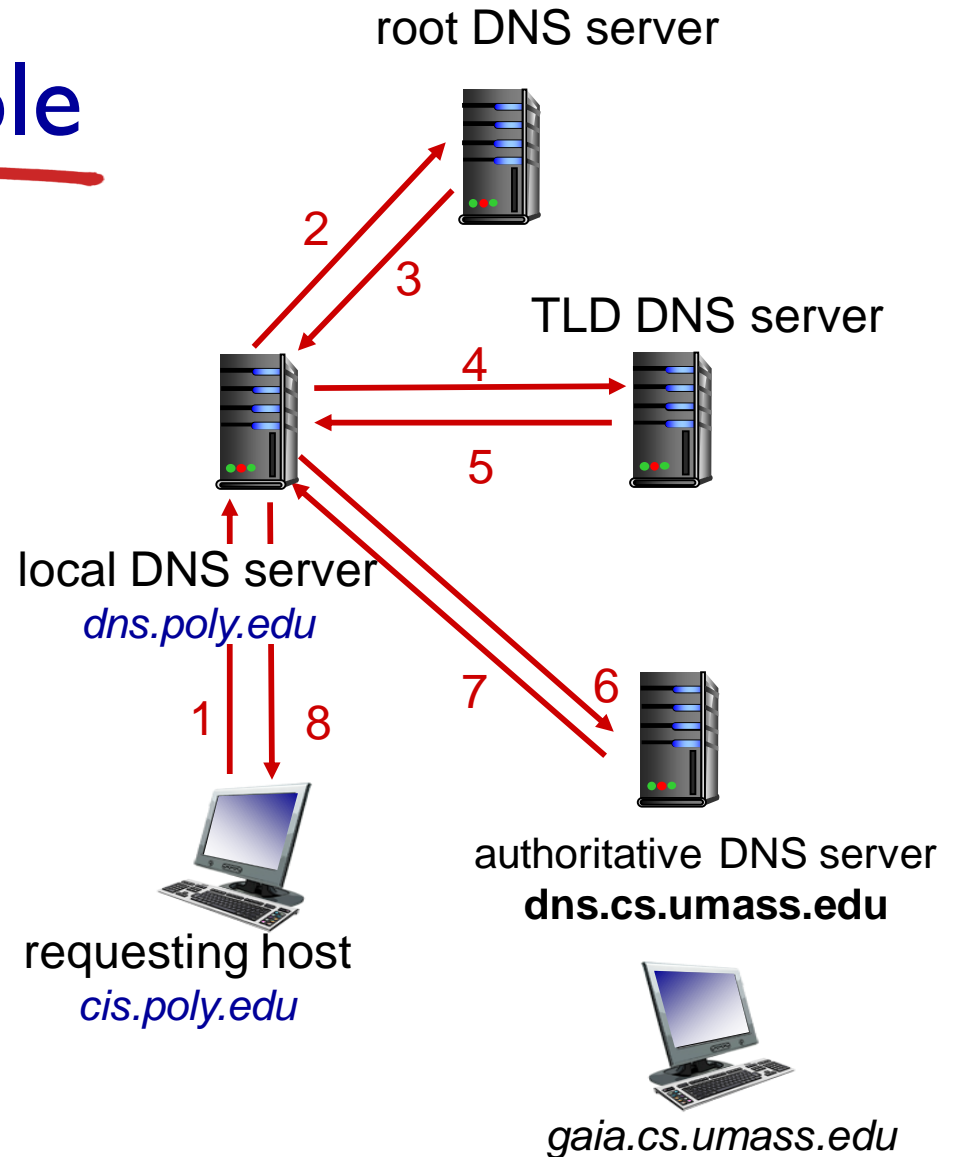 root DNS server
ole
2
3
TLD DNS server
4
5
local DNS server
dns.poly.edu
1
8
7
6
authoritative DNS server
dns.cs.umass.edu
requesting host
cis.poly.edu
gaia.cs.umass.edu